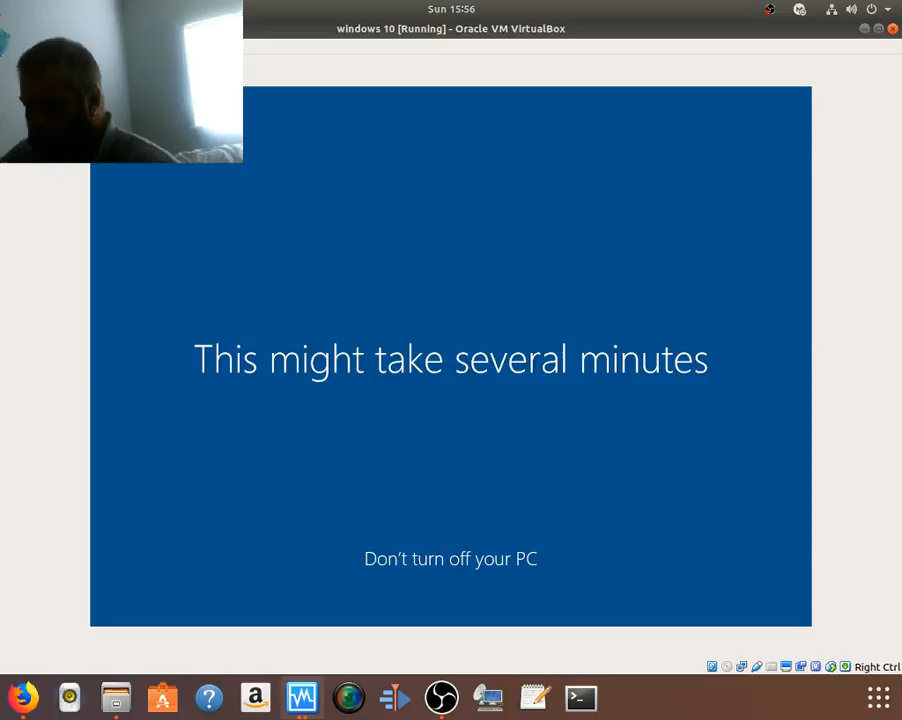 Sun 15:56
windows 10 [Running] - Oracle VM VirtualBox
This might take several minutes
Don't turn off your PC
Right Ctrl